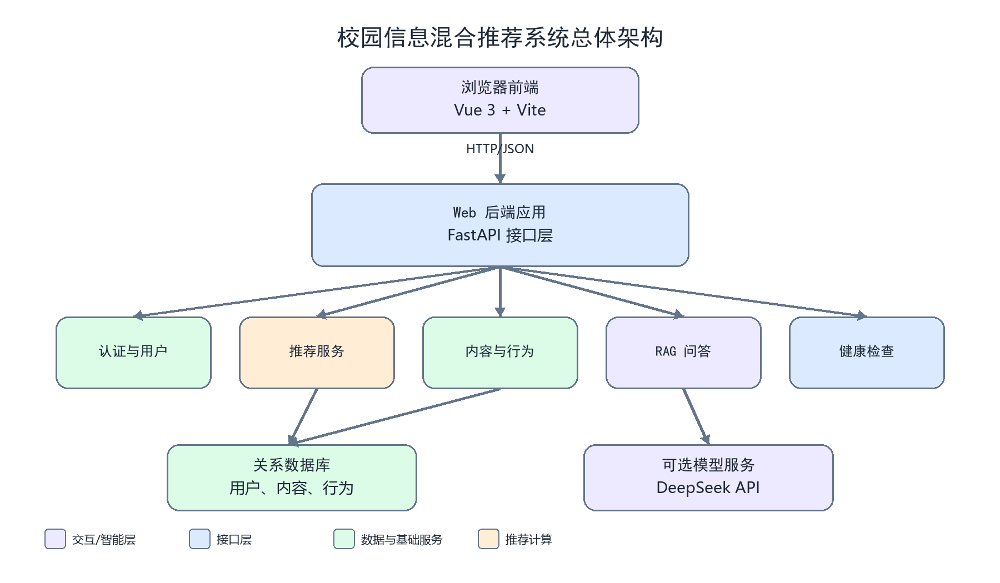 校园信息混合推荐系统总体架构
浏览器前端
Vue 3 + Vite
HTTP/JSON
Web 后端应用
FastAPI 接口层
认证与用户
推荐服务
内容与行为
RAG 问答
健康检查
关系数据库
用户、内容、行为
可选模型服务
DeepSeek API
交互/智能层
接口层
数据与基础服务
推荐计算